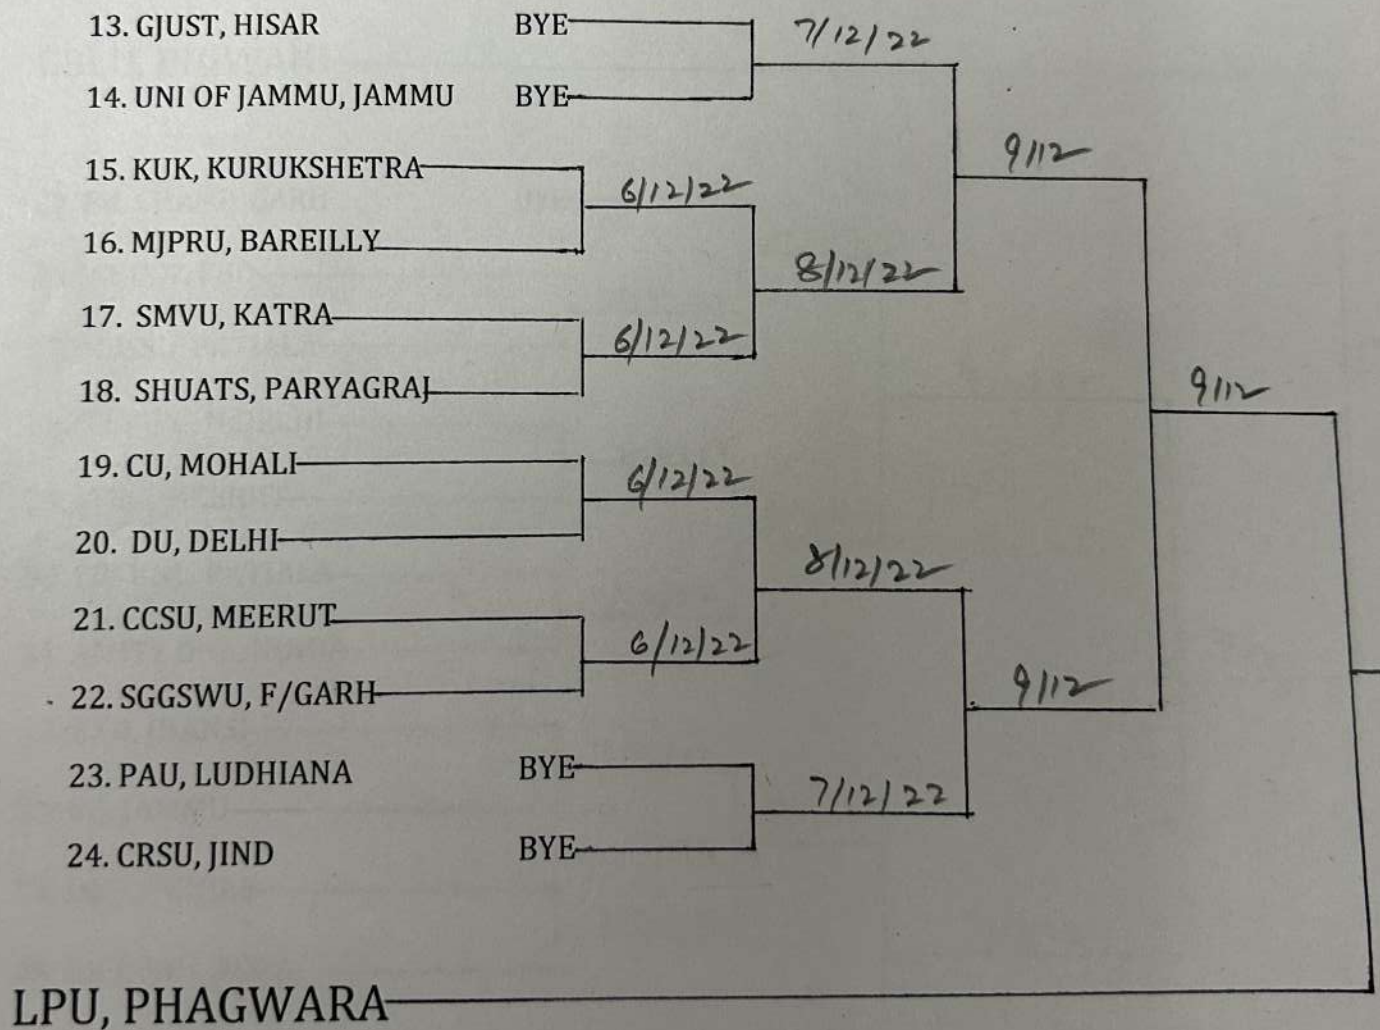 13. GJUST, HISAR BYE
7/12/22
14. UNI OF JAMMU, JAMMU BYE
9/12
15. KUK, KURUKSHETRA
6/12/22
16. MJPRU, BAREILLY
8/12/22
17. SMVU, KATRA
6/12/22
18. SHUATS, PARYAGRAJ
9/12
19. CU, MOHALI
6/12/22
20. DU, DELHI
8/12/22
21. CCSU, MEERUT
6/12/22
22. SGGSWU, F/GARH
9/12
23. PAU, LUDHIANA BYE
7/12/22
24. CRSU, JIND BYE
LPU, PHAGWARA